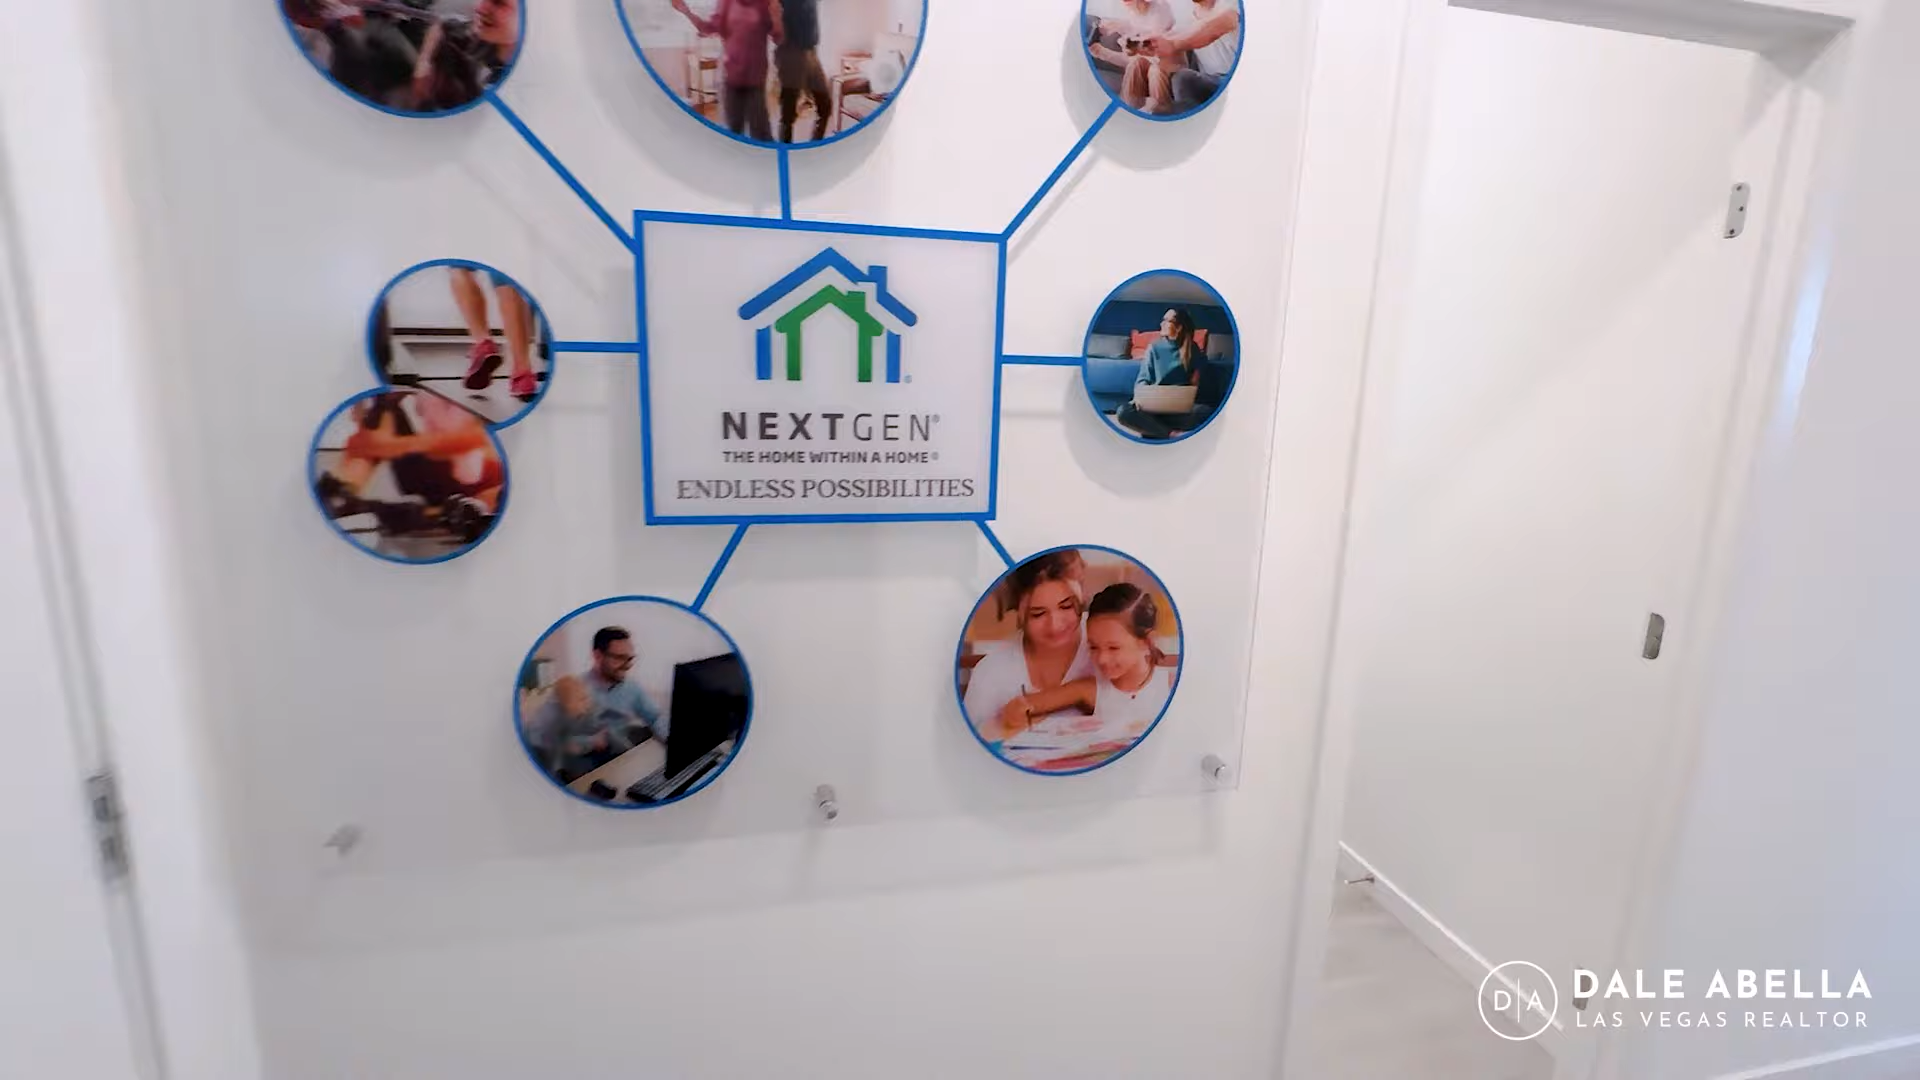 NEXTGEN®
THE HOME WITHIN A HOME®
ENDLESS POSSIBILITIES
D|A
DALE ABELLA
LAS VEGAS REALTOR